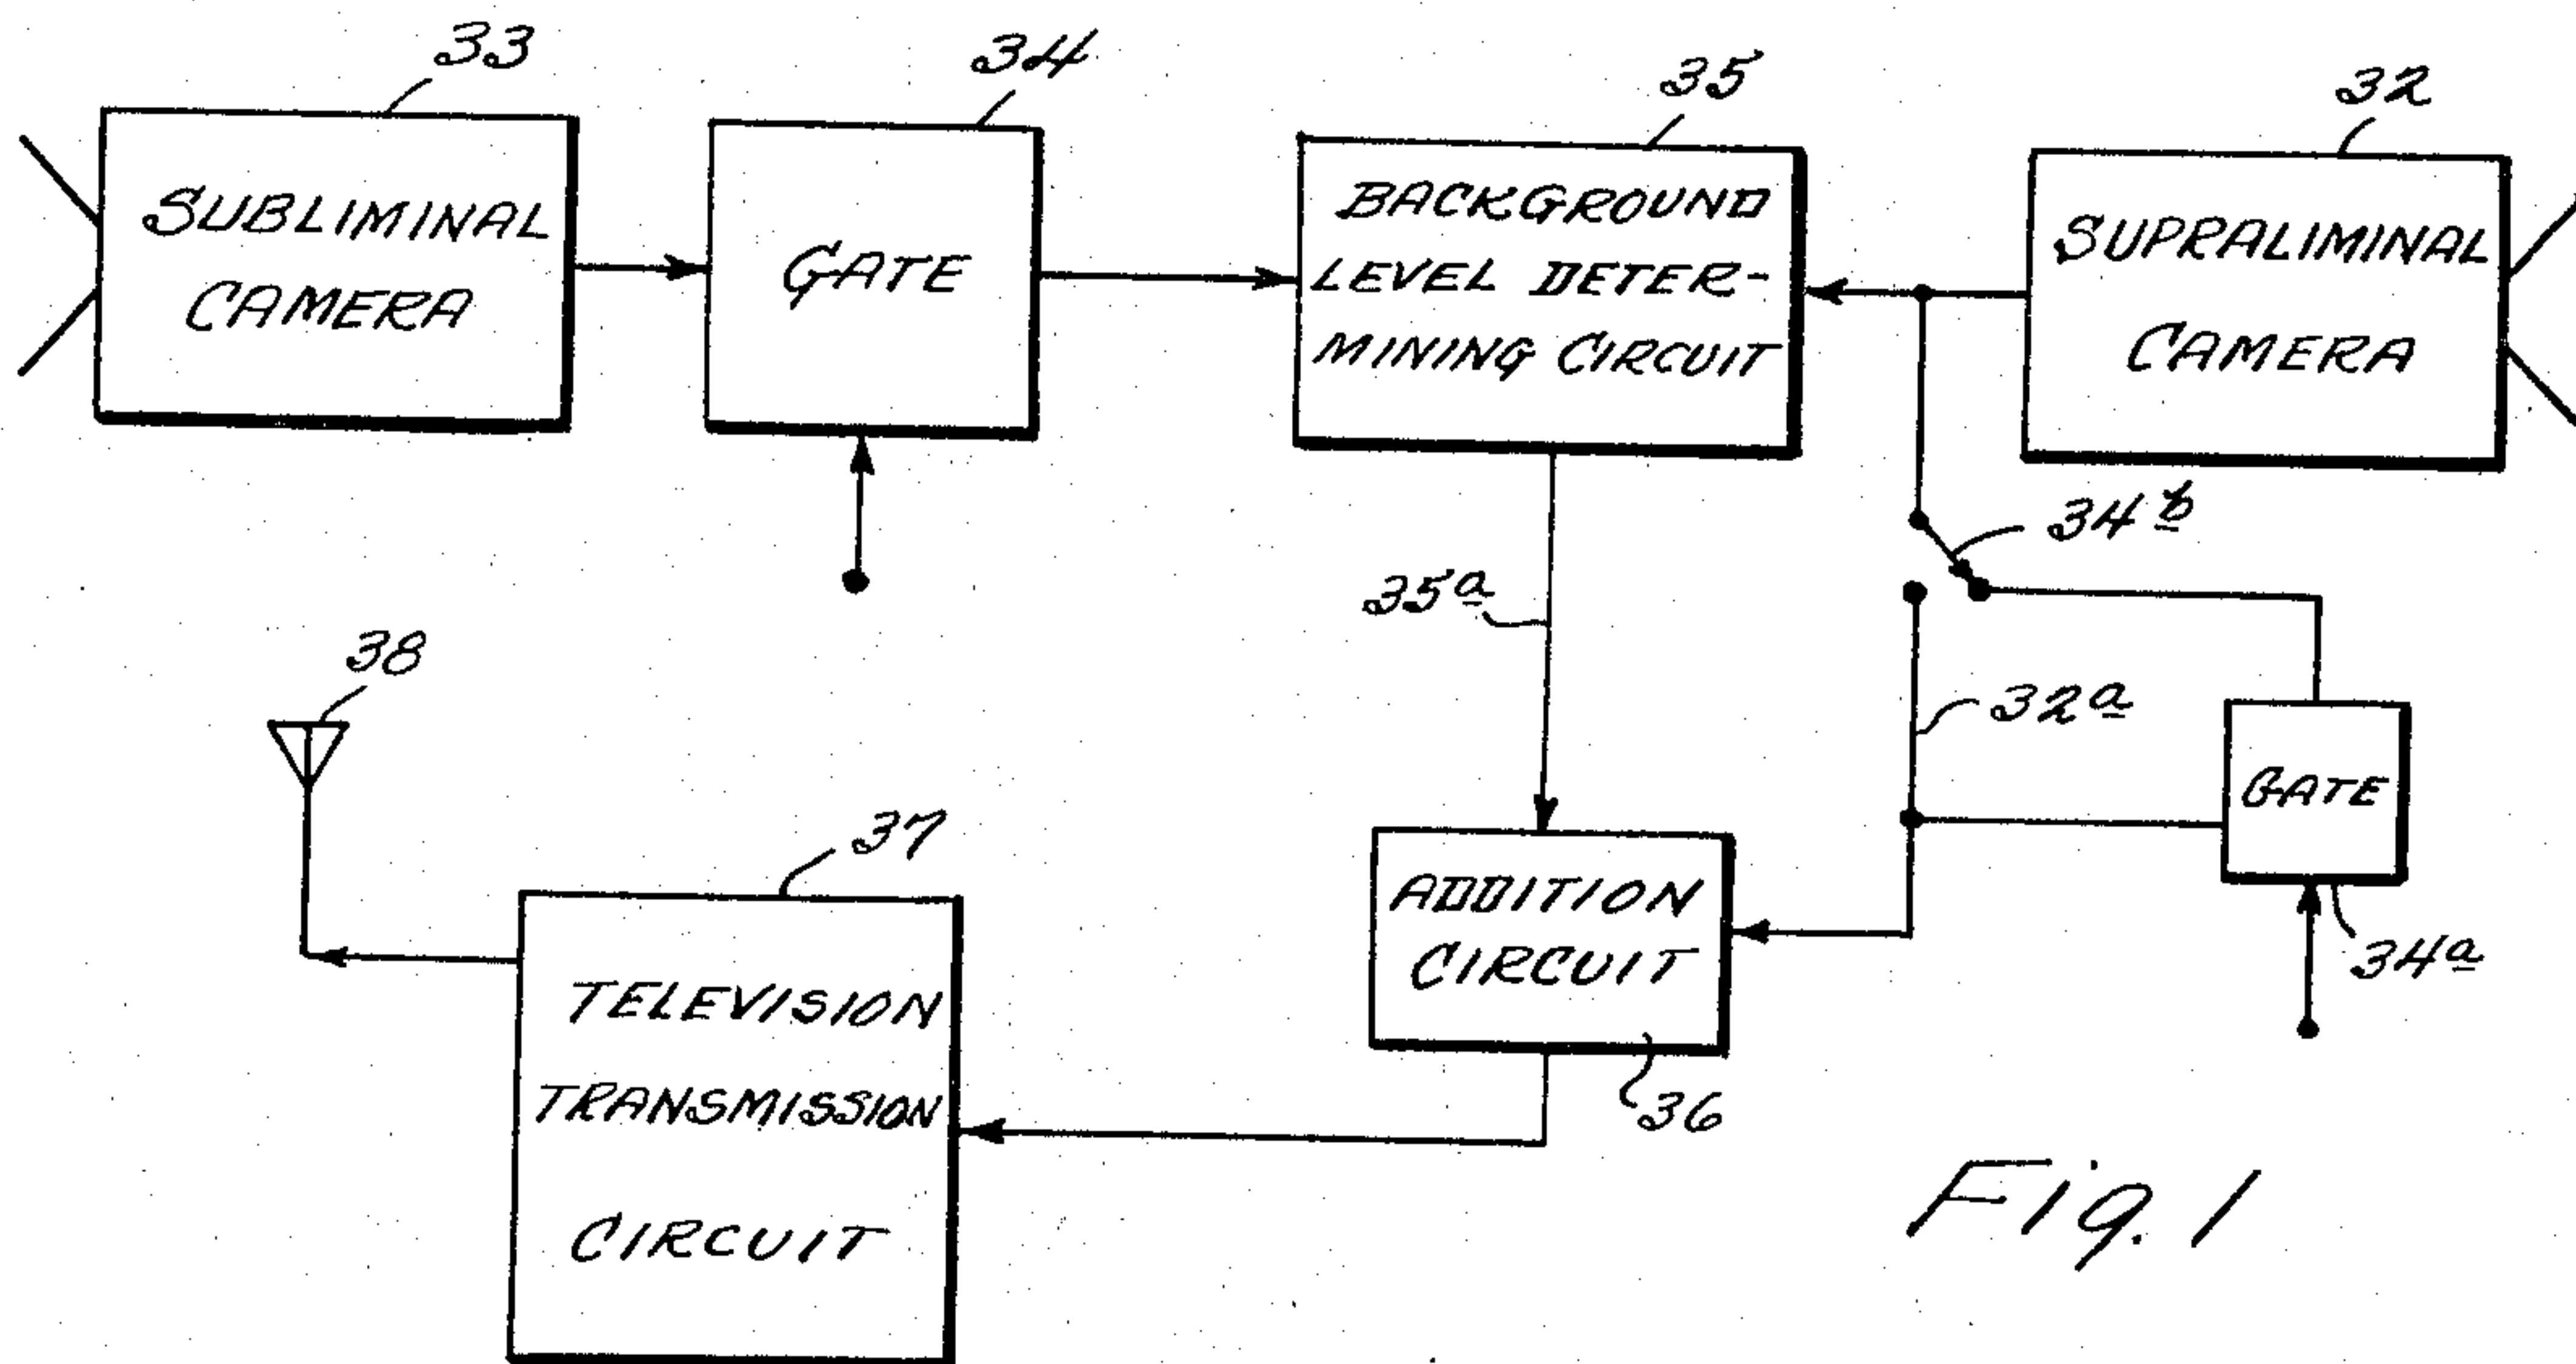 33
34
35
32
SUBLIMINAL
CAMERA
GATE
BACKGROUND
LEVEL DETER-
MINING CIRCUIT
SUPRALIMINAL
CAMERA
34b
35a
38
32a
GATE
37
ADDITION
CIRCUIT
34a
36
TELEVISION
TRANSMISSION
CIRCUIT
Fig. 1